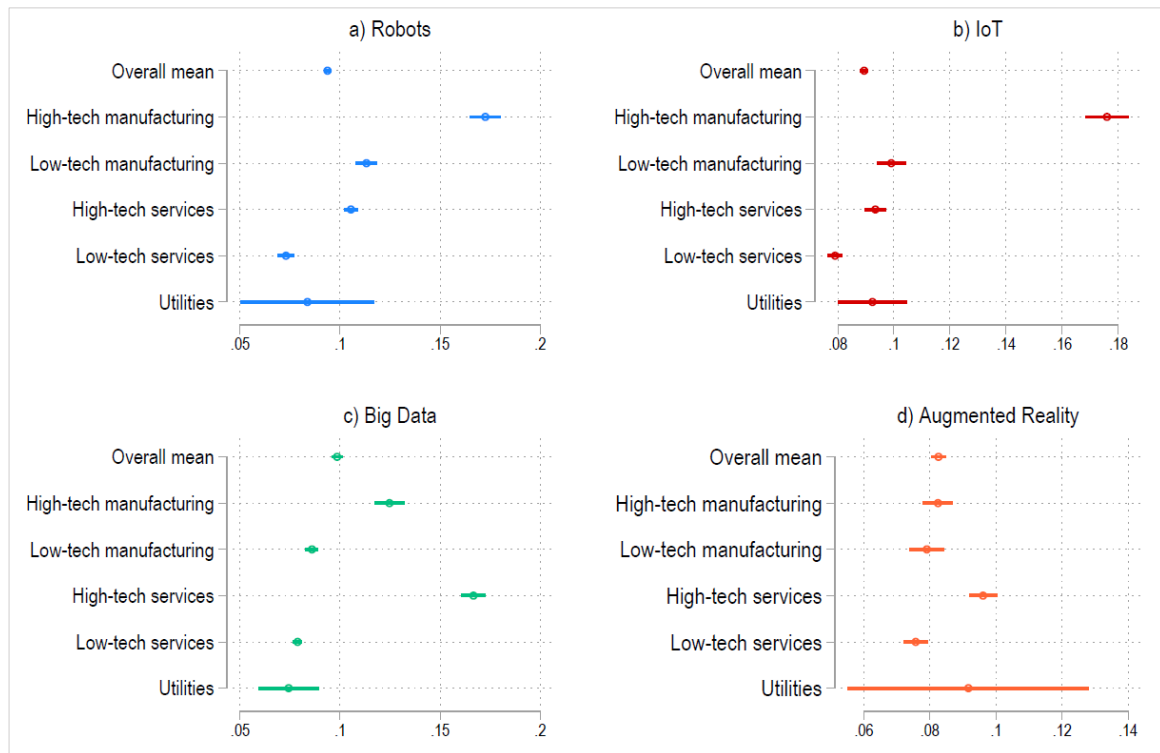 a) Robots
Overall mean
High-tech manufacturing
Low-tech manufacturing
High-tech services
Low-tech services
Utilities
.05 .1 .15 .2
b) IoT
Overall mean
High-tech manufacturing
Low-tech manufacturing
High-tech services
Low-tech services
Utilities
.08 .1 .12 .14 .16 .18
c) Big Data
Overall mean
High-tech manufacturing
Low-tech manufacturing
High-tech services
Low-tech services
Utilities
.05 .1 .15 .2
d) Augmented Reality
Overall mean
High-tech manufacturing
Low-tech manufacturing
High-tech services
Low-tech services
Utilities
.06 .08 .1 .12 .14